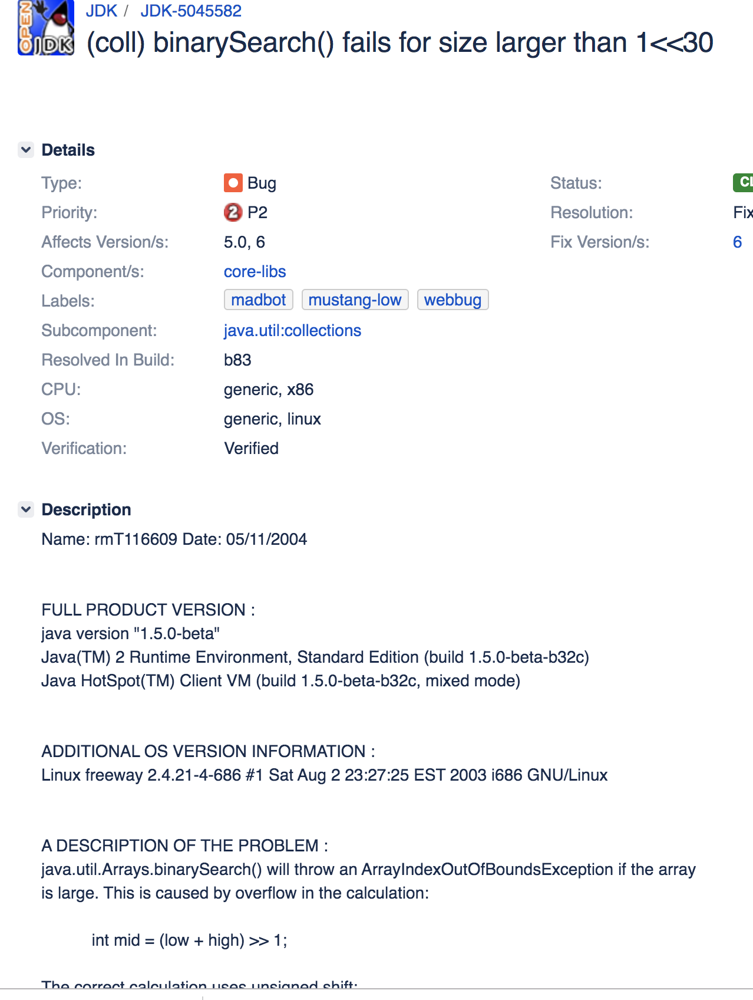 OPEN
JDK
JDK / JDK-5045582
(coll) binarySearch() fails for size larger than 1<<30
Details
Type: Bug Status: CL
Priority: 2 P2 Resolution: Fix
Affects Version/s: 5.0, 6 Fix Version/s: 6
Component/s: core-libs
Labels: madbot mustang-low webbug
Subcomponent: java.util:collections
Resolved In Build: b83
CPU: generic, x86
OS: generic, linux
Verification: Verified
Description
Name: rmT116609 Date: 05/11/2004
FULL PRODUCT VERSION :
java version "1.5.0-beta"
Java(TM) 2 Runtime Environment, Standard Edition (build 1.5.0-beta-b32c)
Java HotSpot(TM) Client VM (build 1.5.0-beta-b32c, mixed mode)
ADDITIONAL OS VERSION INFORMATION :
Linux freeway 2.4.21-4-686 #1 Sat Aug 2 23:27:25 EST 2003 i686 GNU/Linux
A DESCRIPTION OF THE PROBLEM :
java.util.Arrays.binarySearch() will throw an ArrayIndexOutOfBoundsException if the array
is large. This is caused by overflow in the calculation:
int mid = (low + high) >> 1;
The correct calculation uses unsigned shift: